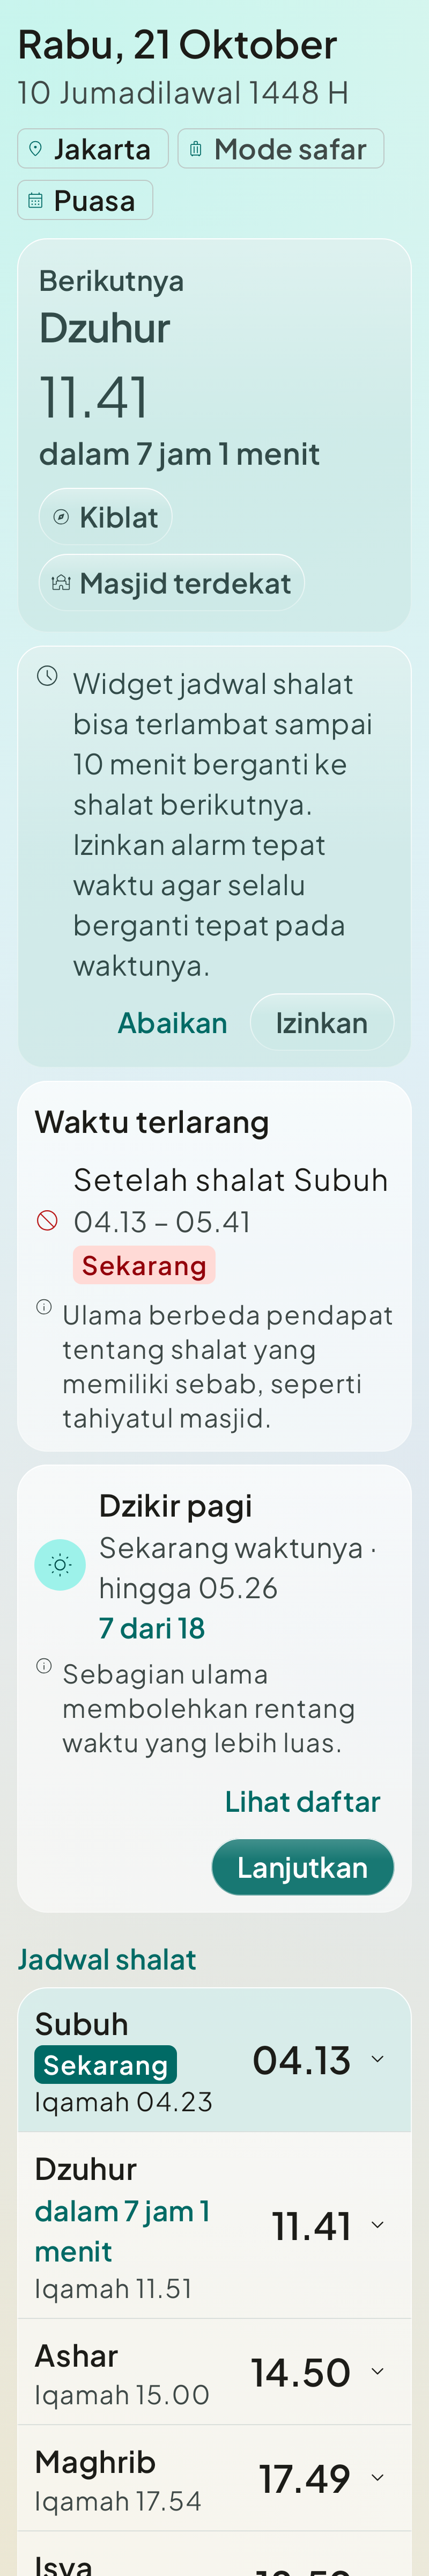 Rabu, 21 Oktober
10 Jumadilawal 1448 H
Jakarta
Mode safar
Puasa
Berikutnya
Dzuhur
11.41
dalam 7 jam 1 menit
Kiblat
Masjid terdekat
Widget jadwal shalat
bisa terlambat sampai
10 menit berganti ke
shalat berikutnya.
Izinkan alarm tepat
waktu agar selalu
berganti tepat pada
waktunya.
Abaikan
Izinkan
Waktu terlarang
Setelah shalat Subuh
04.13 – 05.41
Sekarang
Ulama berbeda pendapat
tentang shalat yang
memiliki sebab, seperti
tahiyatul masjid.
Dzikir pagi
Sekarang waktunya ·
hingga 05.26
7 dari 18
Sebagian ulama
membolehkan rentang
waktu yang lebih luas.
Lihat daftar
Lanjutkan
Jadwal shalat
Subuh
Sekarang
04.13
Iqamah 04.23
Dzuhur
dalam 7 jam 1
menit
11.41
Iqamah 11.51
Ashar
14.50
Iqamah 15.00
Maghrib
17.49
Iqamah 17.54
Isya